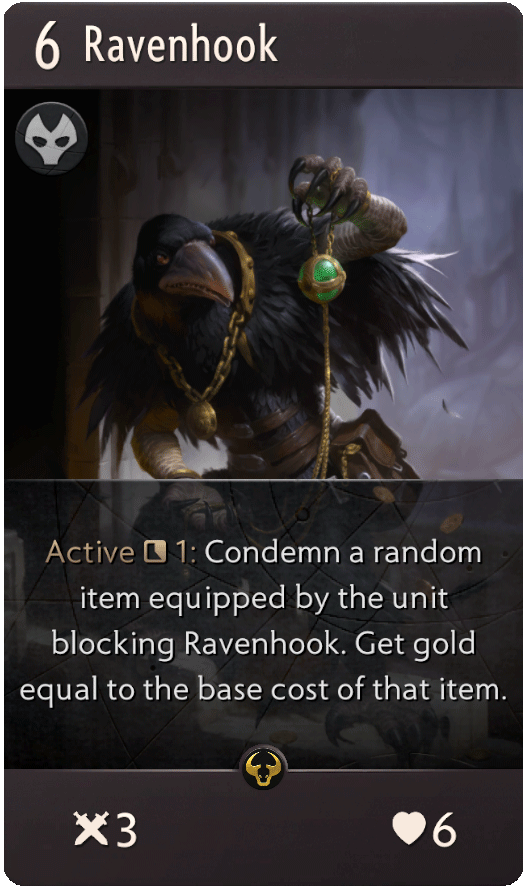 6 Ravenhook
Active 1: Condemn a random
item equipped by the unit
blocking Ravenhook. Get gold
equal to the base cost of that item.
3 6